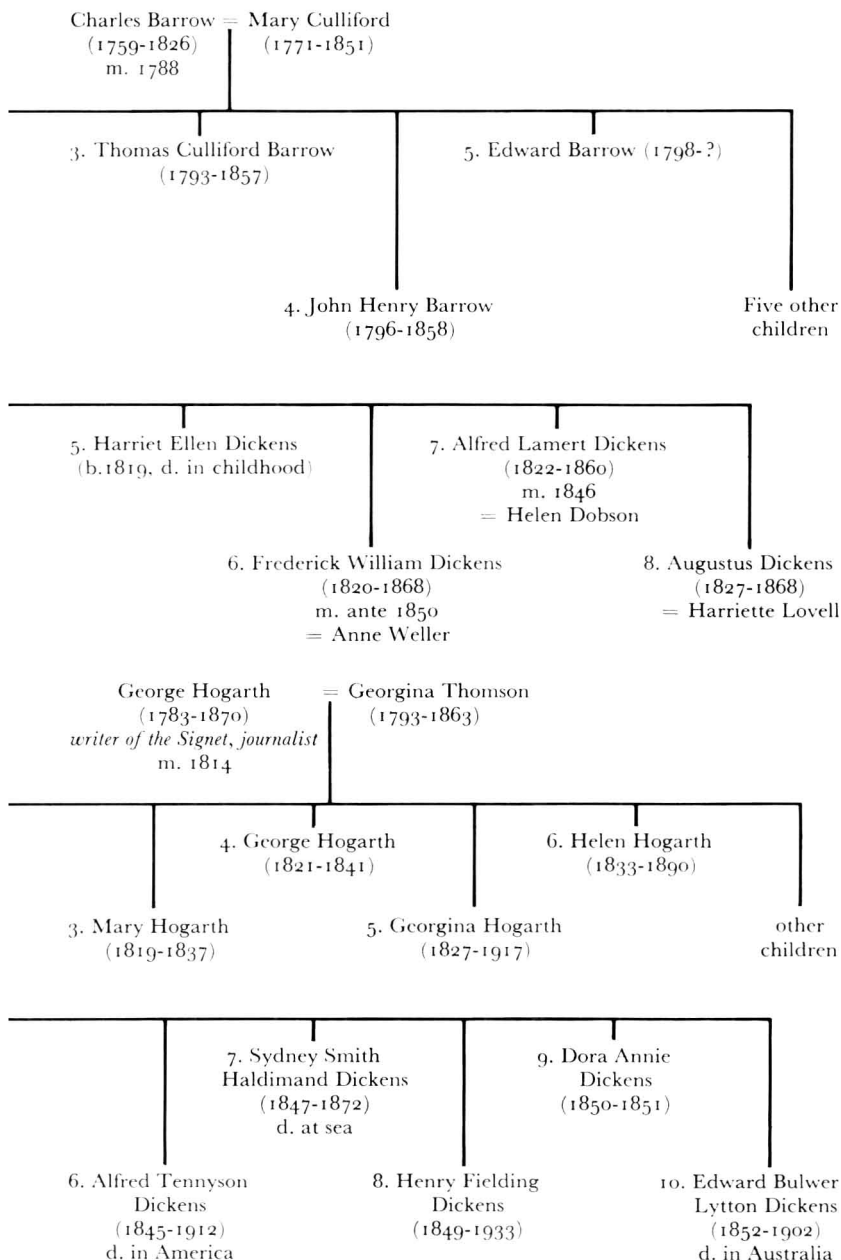 Charles Barrow = Mary Culliford
(1759-1826) (1771-1851)
m. 1788
3. Thomas Culliford Barrow
(1793-1857)
5. Edward Barrow (1798-?)
4. John Henry Barrow
(1796-1858)
Five other
children
5. Harriet Ellen Dickens
(b.1819, d. in childhood)
7. Alfred Lamert Dickens
(1822-1860)
m. 1846
= Helen Dobson
6. Frederick William Dickens
(1820-1868)
m. ante 1850
= Anne Weller
8. Augustus Dickens
(1827-1868)
= Harriette Lovell
George Hogarth = Georgina Thomson
(1783-1870) (1793-1863)
writer of the Signet, journalist
m. 1814
4. George Hogarth
(1821-1841)
6. Helen Hogarth
(1833-1890)
3. Mary Hogarth
(1819-1837)
5. Georgina Hogarth
(1827-1917)
other
children
7. Sydney Smith
Haldimand Dickens
(1847-1872)
d. at sea
9. Dora Annie
Dickens
(1850-1851)
6. Alfred Tennyson
Dickens
(1845-1912)
d. in America
8. Henry Fielding
Dickens
(1849-1933)
10. Edward Bulwer
Lytton Dickens
(1852-1902)
d. in Australia